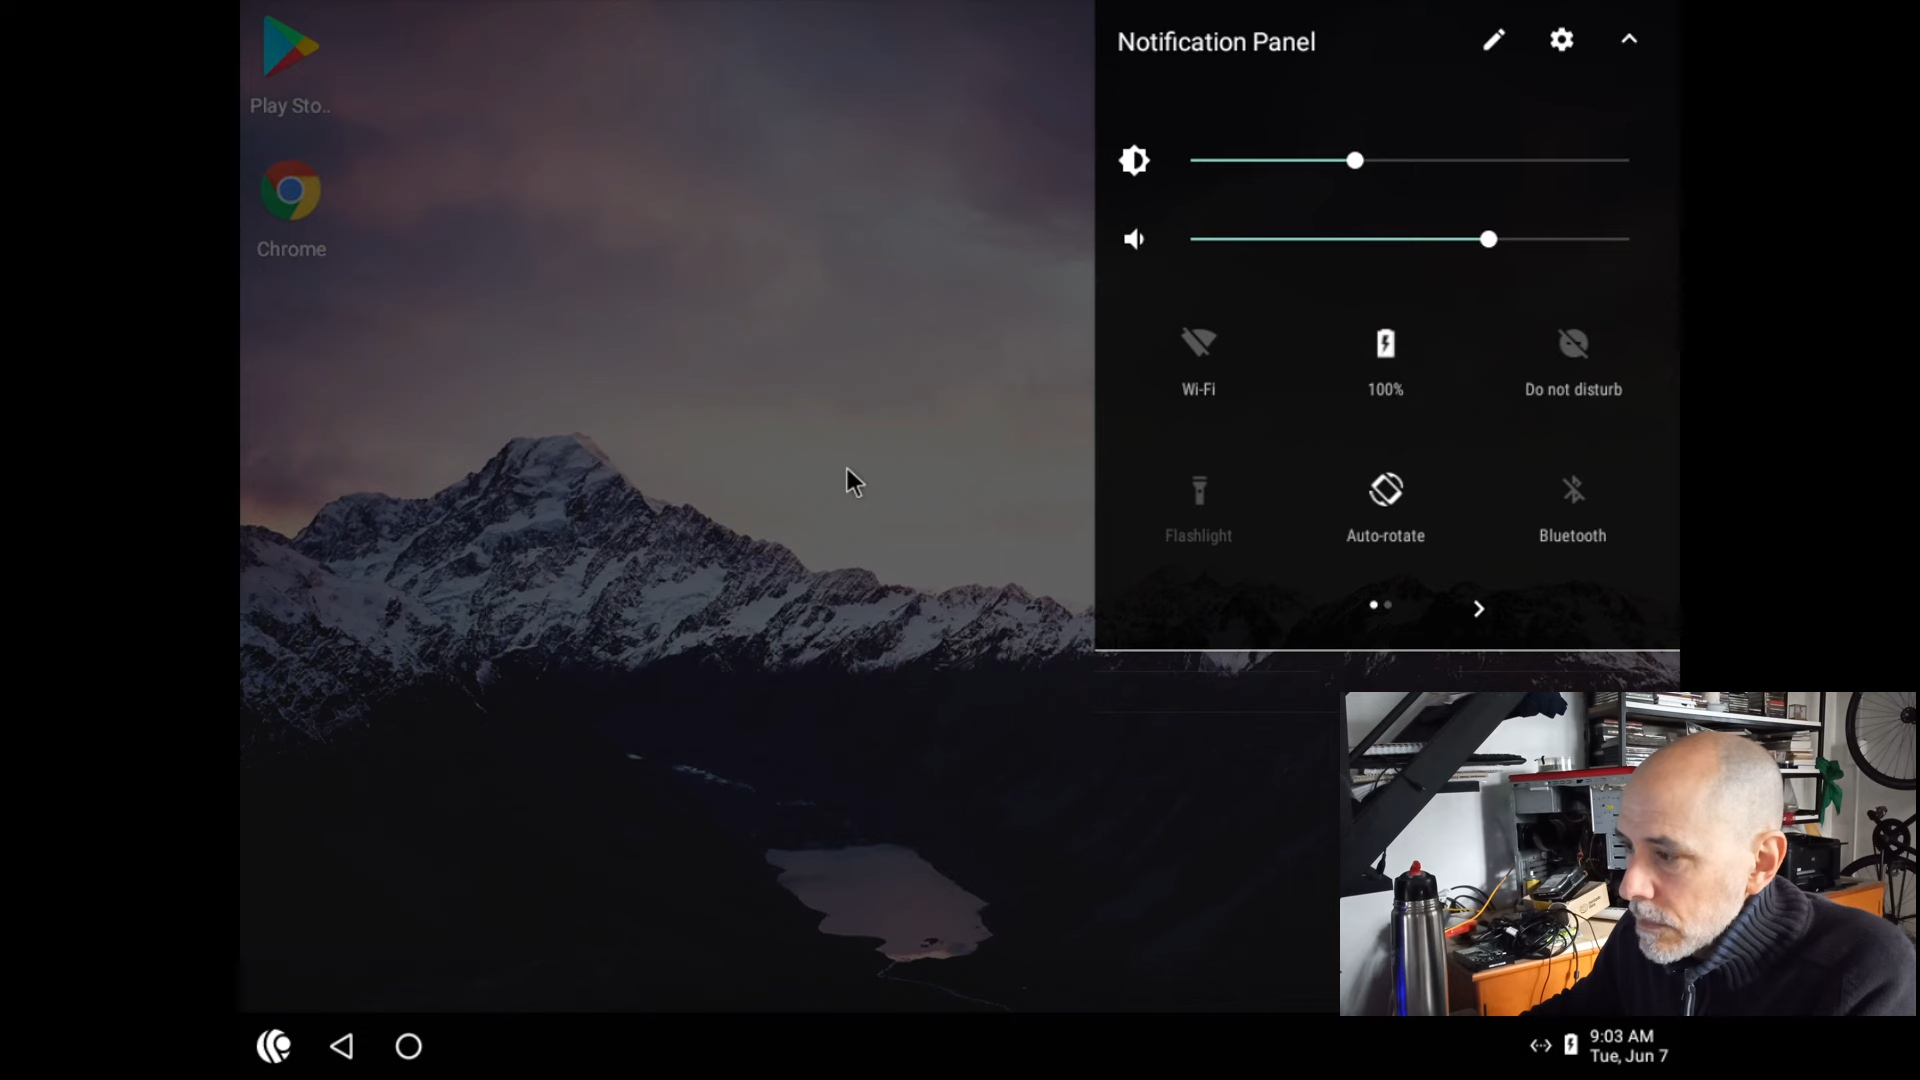 Play Sto..
Chrome
Notification Panel
Wi-Fi
100%
Do not disturb
Flashlight
Auto-rotate
Bluetooth
9:03 AM
Tue, Jun 7